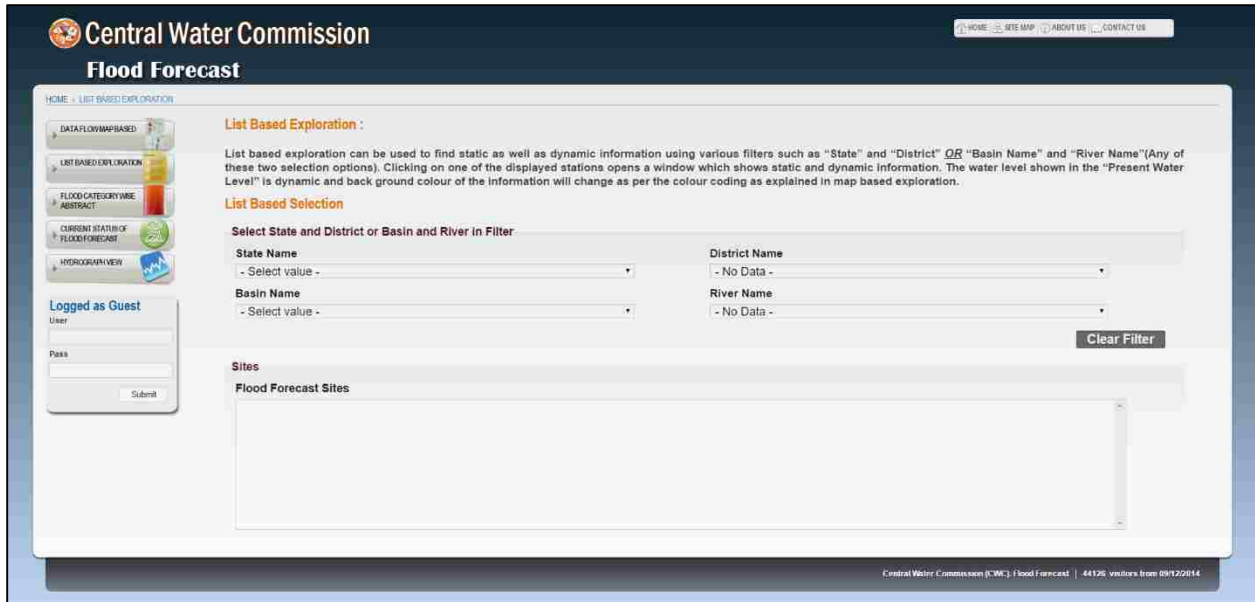 Central Water Commission
HOME SITE MAP ABOUT US CONTACT US
Flood Forecast
HOME » LIST BASED EXPLORATION
DATA FLOW MAP BASED
LIST BASED EXPLORATION
FLOOD CATEGORY WISE
ABSTRACT
CURRENT STATUS OF
FLOOD FORECAST
HYDROGRAPH VIEW
Logged as Guest
User
Pass
Submit
List Based Exploration :
List based exploration can be used to find static as well as dynamic information using various filters such as “State” and “District” OR “Basin Name” and “River Name”(Any of
these two selection options). Clicking on one of the displayed stations opens a window which shows static and dynamic information. The water level shown in the “Present Water
Level” is dynamic and back ground colour of the information will change as per the colour coding as explained in map based exploration.
List Based Selection
Select State and District or Basin and River in Filter
State Name
- Select value -
District Name
- No Data -
Basin Name
- Select value -
River Name
- No Data -
Clear Filter
Sites
Flood Forecast Sites
Central Water Commission (CWC). Flood Forecast | 44126 visitors from 09/12/2014